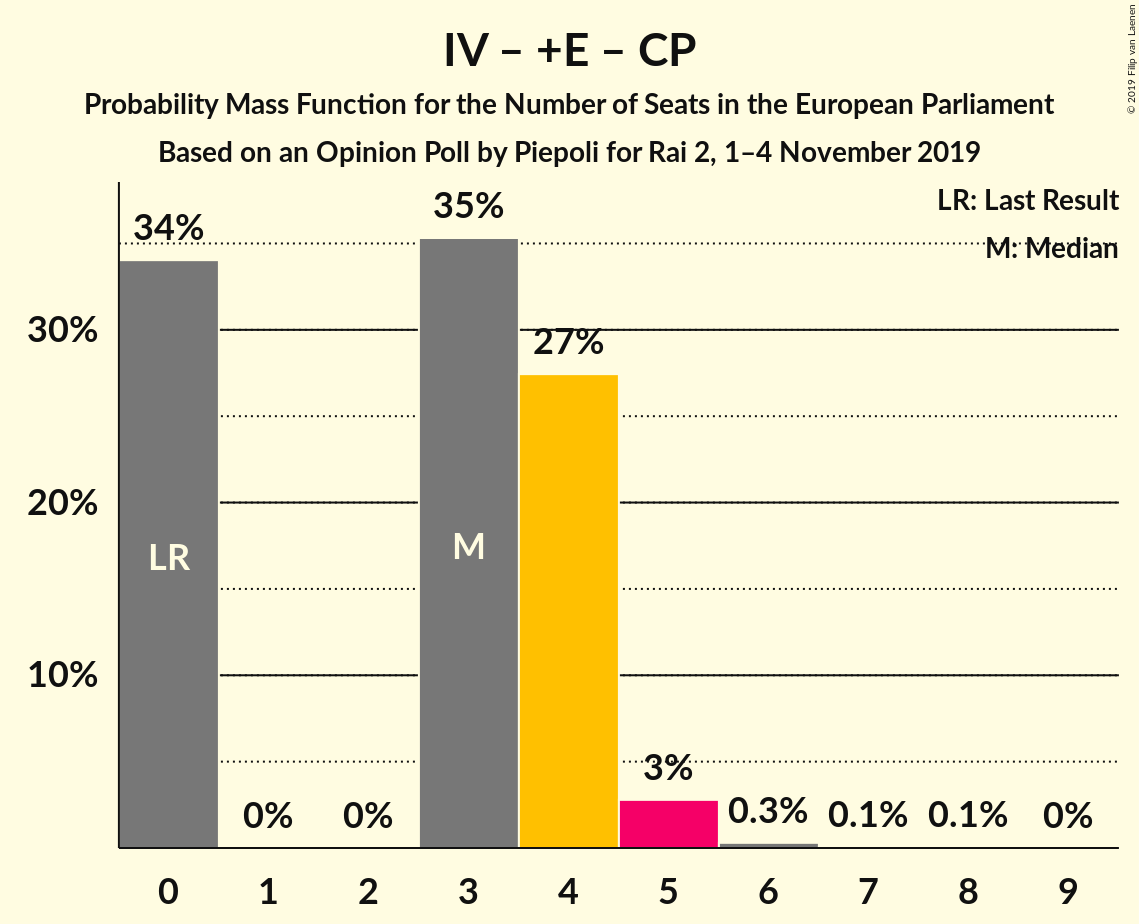 IV – +E – CP
Probability Mass Function for the Number of Seats in the European Parliament
Based on an Opinion Poll by Piepoli for Rai 2, 1–4 November 2019
© 2019 Filip van Laenen
LR: Last Result
M: Median
34%
35%
27%
3%
0%
0%
0.3%
0.1%
0.1%
0%
LR
M
30%
20%
10%
0 1 2 3 4 5 6 7 8 9